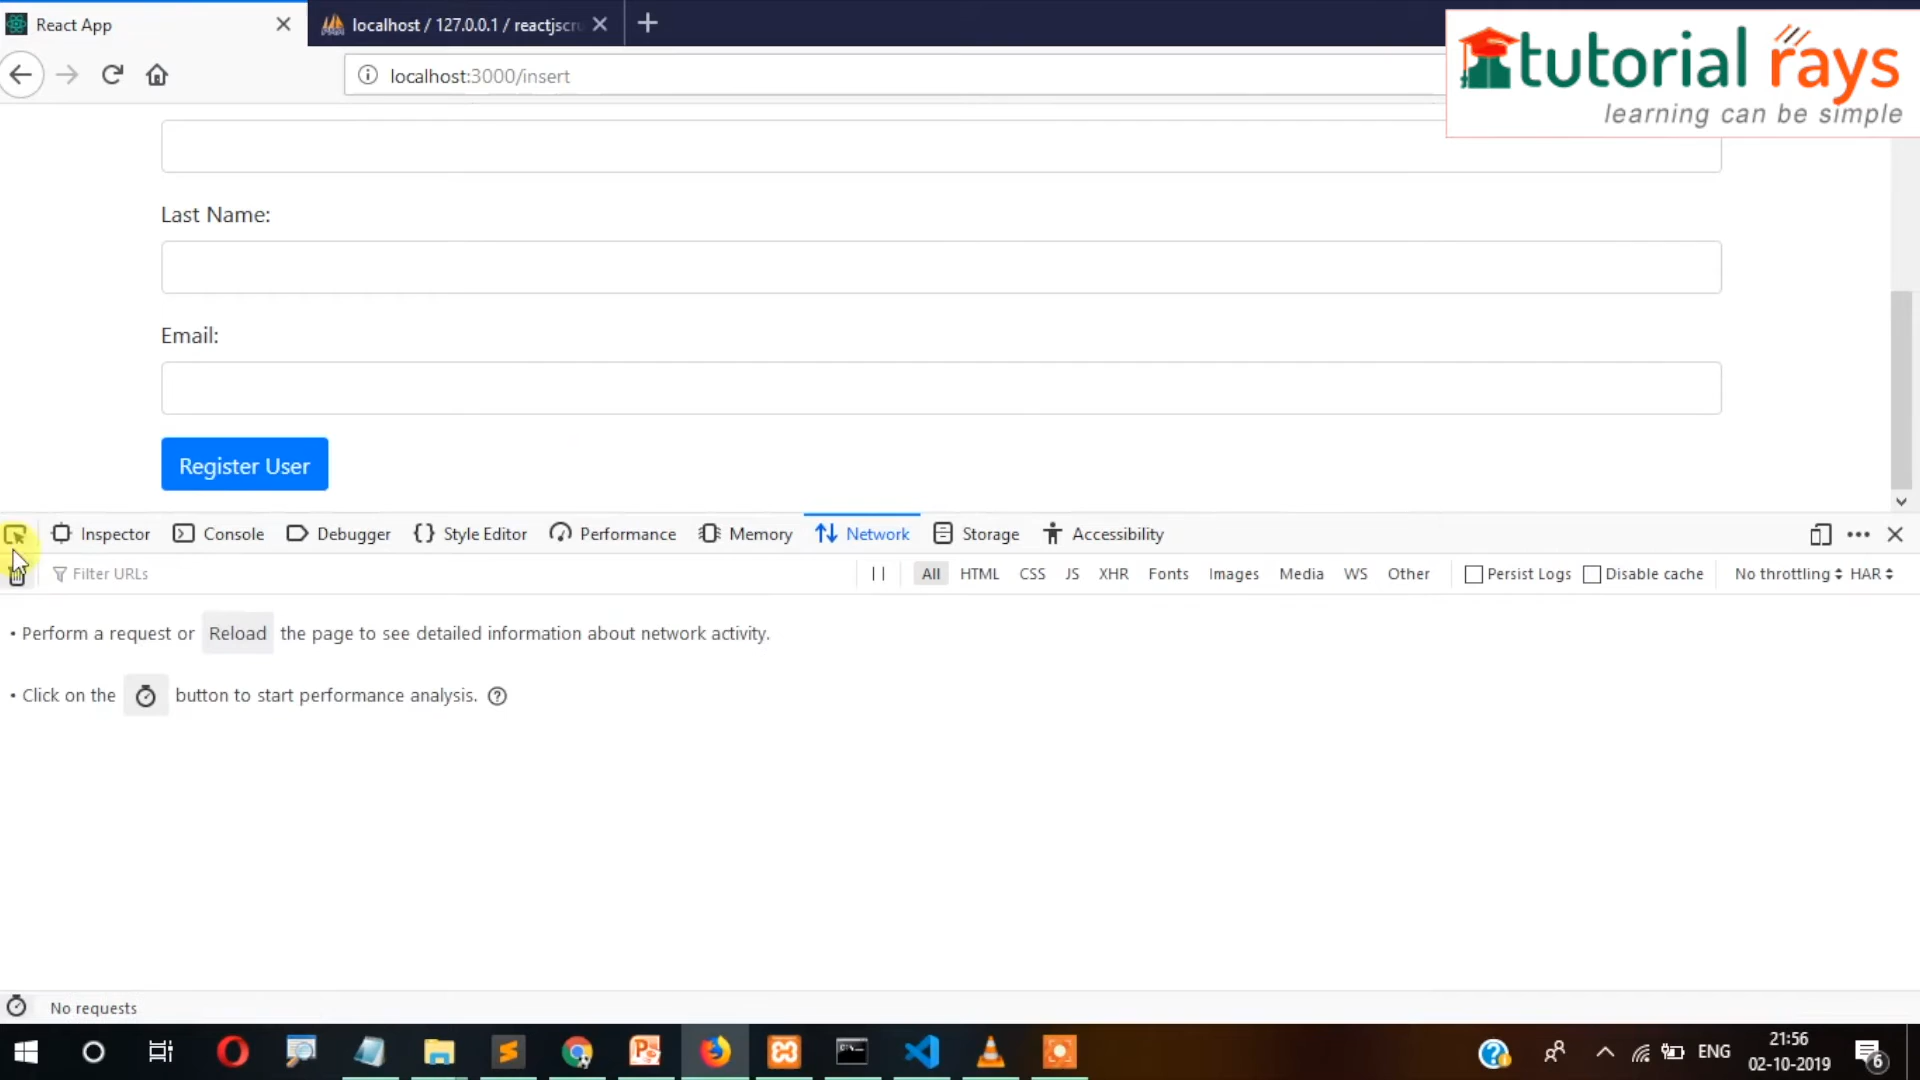 React App
localhost / 127.0.0.1 / reactjscru
localhost:3000/insert
tutorial rays
learning can be simple
Last Name:
Email:
Register User
Inspector Console Debugger {} Style Editor Performance Memory Network Storage Accessibility
Filter URLs All HTML CSS JS XHR Fonts Images Media WS Other Persist Logs Disable cache No throttling HAR
• Perform a request or Reload the page to see detailed information about network activity.
• Click on the button to start performance analysis. ?
No requests
ENG
21:56
02-10-2019
6